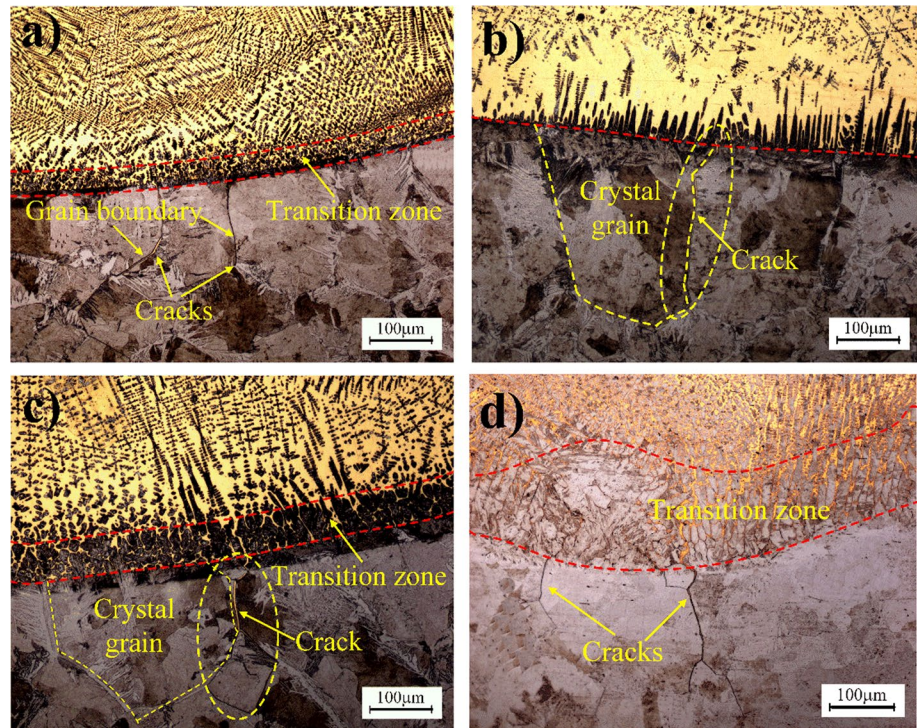 a)
Grain boundary
Transition zone
Cracks
100μm
b)
Crystal
grain
Crack
100μm
c)
Transition zone
Crystal
grain
Crack
100μm
d)
Transition zone
Cracks
100μm